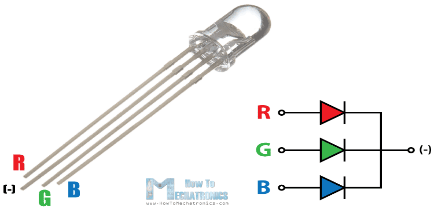 R
(-)
G
B
How To
MECHATRONICS
www.HowToMechatronics.com
R
G
(-)
B